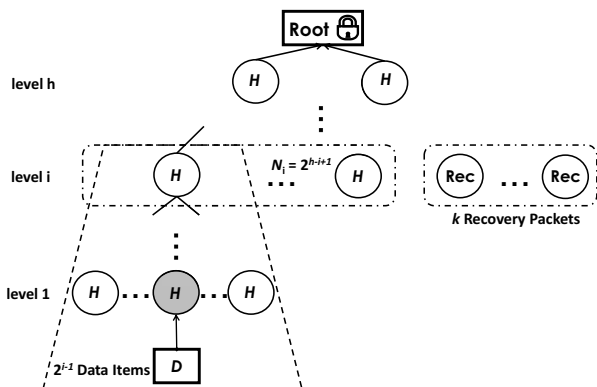 Root
level h
H H
level i
H
N_i = 2^{h-i+1}
... H
Rec ... Rec
k Recovery Packets
level 1
H ... H ... H
2^{i-1} Data Items
D